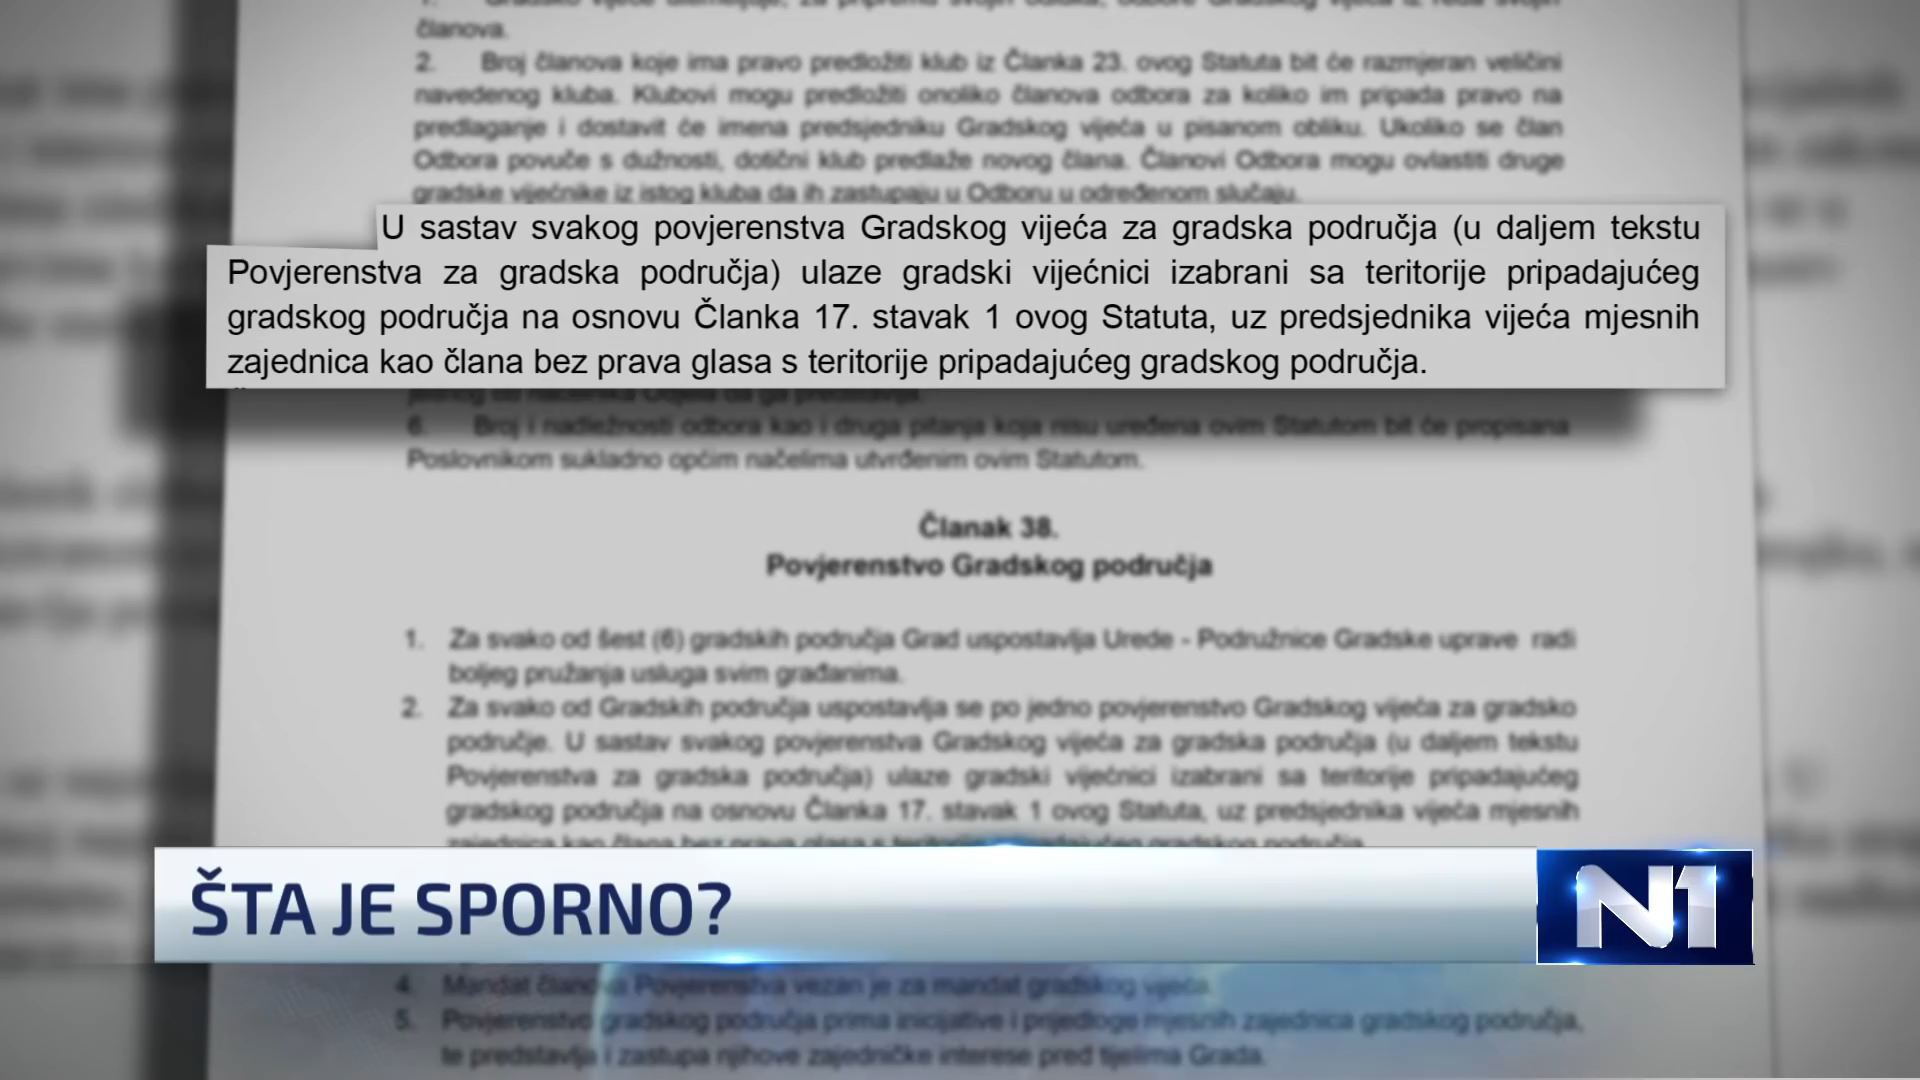 članova.
2. Broj članova koje ima pravo predložiti klub iz Članka 23. ovog Statuta bit će razmjeran veličini
navedenog kluba. Klubovi mogu predložiti onoliko članova odbora za koliko im pripada pravo na
predlaganje i dostavit će imena predsjedniku Gradskog vijeća u pisanom obliku. Ukoliko se član
Odbora povuče s dužnosti, dotični klub predlaže novog člana. Članovi Odbora mogu ovlastiti druge
gradske vijećnike iz istog kluba da ih zastupaju u Odboru u određenom slučaju.
U sastav svakog povjerenstva Gradskog vijeća za gradska područja (u daljem tekstu
Povjerenstva za gradska područja) ulaze gradski vijećnici izabrani sa teritorije pripadajućeg
gradskog područja na osnovu Članka 17. stavak 1 ovog Statuta, uz predsjednika vijeća mjesnih
zajednica kao člana bez prava glasa s teritorije pripadajućeg gradskog područja.
6. Broj i nadležnosti odbora kao i druga pitanja koja nisu uređena ovim Statutom bit će propisana
Poslovnikom sukladno općim načelima utvrđenim ovim Statutom.
Članak 38.
Povjerenstvo Gradskog područja
1. Za svako od šest (6) gradskih područja Grad uspostavlja Urede - Podružnice Gradske uprave radi
boljeg pružanja usluga svim građanima.
2. Za svako od Gradskih područja uspostavlja se po jedno povjerenstvo Gradskog vijeća za gradsko
područje. U sastav svakog povjerenstva Gradskog vijeća za gradska područja (u daljem tekstu
Povjerenstva za gradska područja) ulaze gradski vijećnici izabrani sa teritorije pripadajućeg
gradskog područja na osnovu Članka 17. stavak 1 ovog Statuta, uz predsjednika vijeća mjesnih
zajednica kao člana bez prava glasa s teritorije pripadajućeg gradskog područja.
ŠTA JE SPORNO?
N1
4. Mandat članova Povjerenstva vezan je za mandat gradskog vijeća.
5. Povjerenstvo gradskog područja prima inicijative i prijedloge mjesnih zajednica gradskog područja,
te predstavlja i zastupa njihove zajedničke interese pred tijelima Grada.